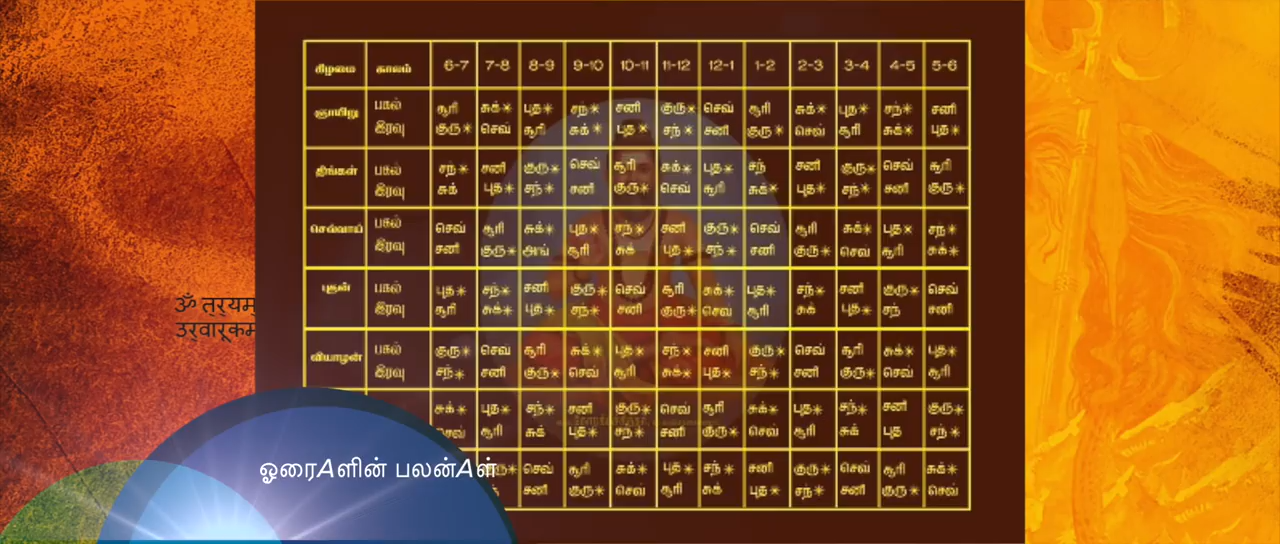 கிழமை காலம் 6-7 7-8 8-9 9-10 10-11 11-12 12-1 1-2 2-3 3-4 4-5 5-6
ஞாயிறு பகல் சூரி சுக்✳ புத✳ சந்✳ சனி குரு✳ செவ் சூரி சுக்✳ புத✳ சந்✳ சனி
இரவு குரு✳ செவ் சூரி சுக்✳ புத✳ சந்✳ சனி குரு✳ செவ் சூரி சுக்✳ புத✳
திங்கள் பகல் சந்✳ சனி குரு✳ செவ் சூரி சுக்✳ புத✳ சந் சனி குரு✳ செவ் சூரி
இரவு சுக் புத✳ சந்✳ சனி குரு✳ செவ் சூரி சுக்✳ புத✳ சந்✳ சனி குரு✳
செவ்வாய் பகல் செவ் சூரி சுக்✳ புத✳ சந்✳ சனி குரு✳ செவ் சூரி சுக்✳ புத✳ சந்✳
இரவு சனி குரு✳ அங் சூரி சுக் புத✳ சந்✳ சனி குரு✳ செவ சூரி சுக்✳
புதன் பகல் புத✳ சந்✳ சனி குரு✳ செவ் சூரி சுக்✳ புத✳ சந்✳ சனி குரு✳ செவ்
இரவு சூரி சுக்✳ புத✳ சந்✳ சனி குரு✳ செவ் சூரி சுக் புத✳ சந் சனி
வியாழன் பகல் குரு✳ செவ் சூரி சுக்✳ புத✳ சந்✳ சனி குரு✳ செவ் சூரி சுக்✳ புத✳
இரவு சந்✳ சனி குரு✳ செவ் சூரி சுக்✳ புத✳ சந்✳ சனி குரு✳ செவ் சூரி
சுக்✳ புத✳ சந்✳ சனி குரு✳ செவ் சூரி சுக்✳ புத✳ சந்✳ சனி குரு✳
செவ் சூரி சுக் புத✳ சந்✳ சனி குரு✳ செவ் சூரி சுக் புத சந்✳
செவ் சூரி சுக்✳ புத✳ சந்✳ சனி குரு✳ செவ் சூரி சுக்✳
சனி குரு✳ செவ் சூரி சுக் புத✳ சந்✳ சனி குரு✳ செவ்
ॐ त्र्यम्
उर्वारुकम
ஓரைAளின் பலன்Aள்